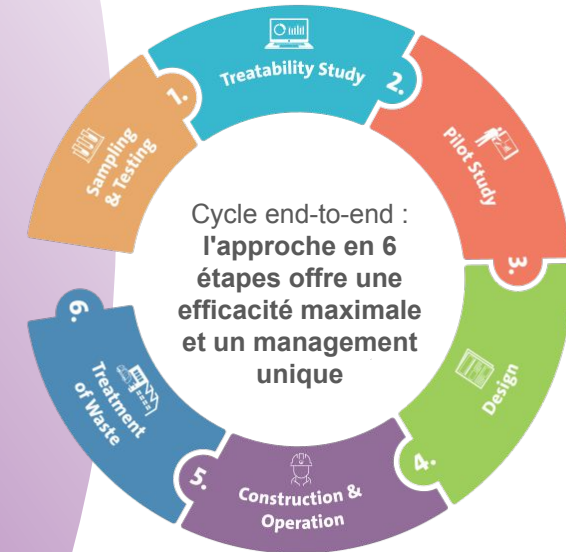 1.
Sampling
& Testing
Treatability Study
2.
Pilot Study
3.
Design
4.
Construction &
Operation
5.
Treatment
of Waste
6.
Cycle end-to-end :
l'approche en 6
étapes offre une
efficacité maximale
et un management
unique